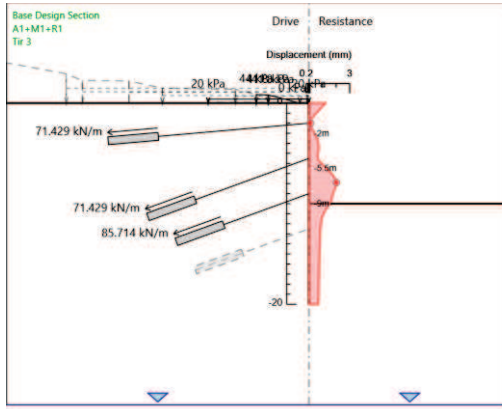 Base Design Section
A1+M1+R1
Tir 3
Drive Resistance
Displacement (mm)
0.2 3
20 kPa
0
71.429 kN/m
-2m
-5.5m
71.429 kN/m
-9m
85.714 kN/m
-20